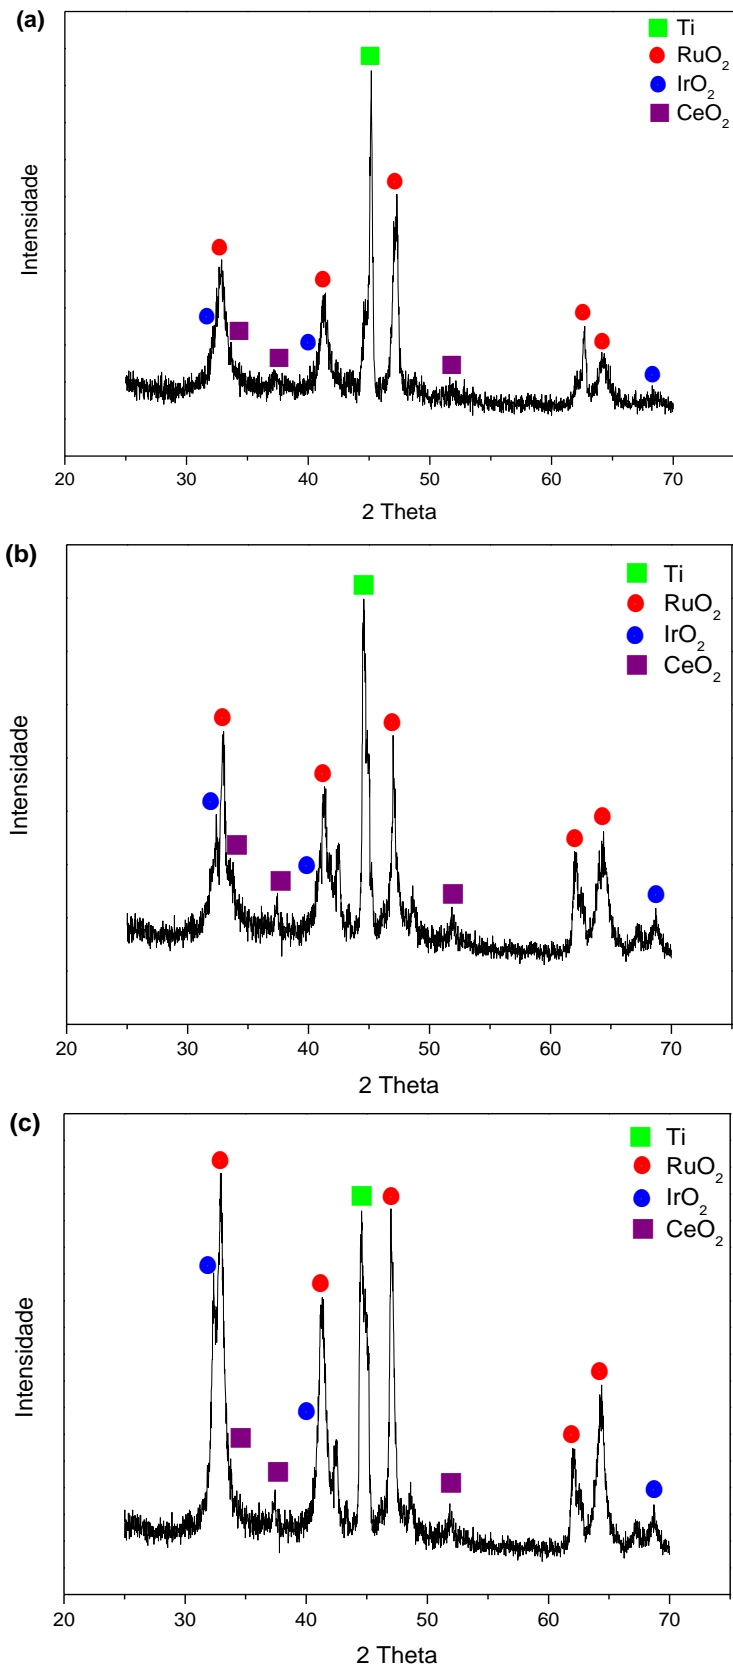 (a)
Ti
RuO2
IrO2
CeO2
Intensidade
20 30 40 50 60 70
2 Theta
(b)
Ti
RuO2
IrO2
CeO2
Intensidade
20 30 40 50 60 70
2 Theta
(c)
Ti
RuO2
IrO2
CeO2
Intensidade
20 30 40 50 60 70
2 Theta